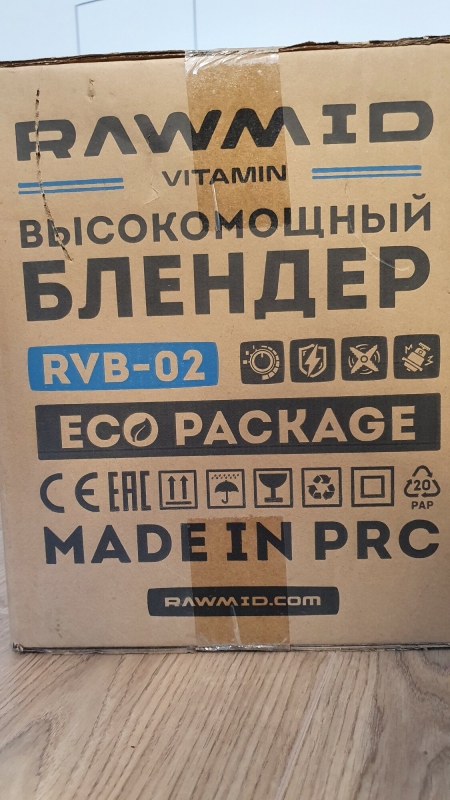 RAWMID
VITAMIN
ВЫСОКОМОЩНЫЙ
БЛЕНДЕР
RVB-02
ECO PACKAGE
CE EAC 20
PAP
MADE IN PRC
RAWMID.COM